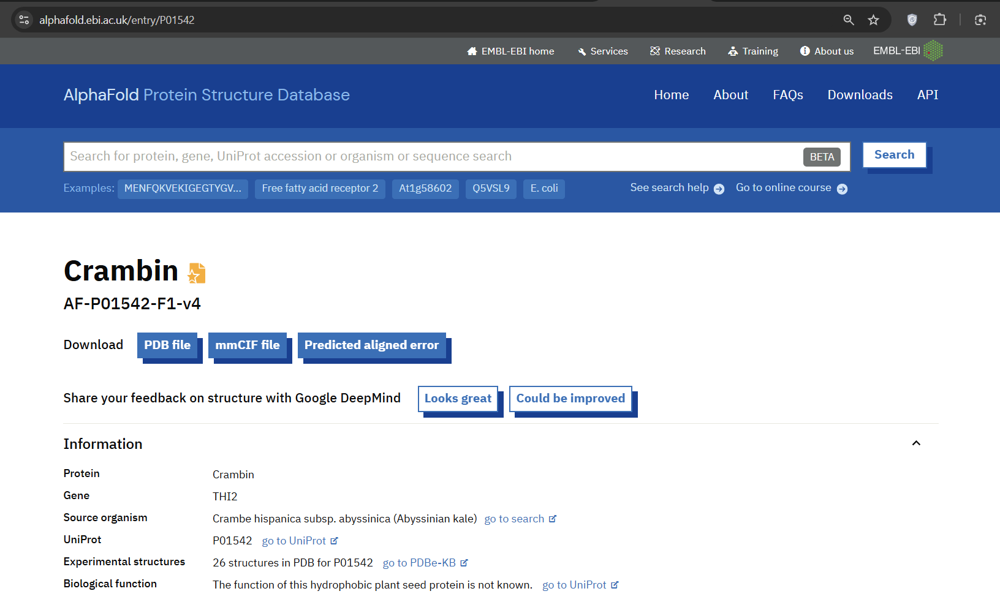 alphafold.ebi.ac.uk/entry/P01542
EMBL-EBI home Services Research Training About us EMBL-EBI
AlphaFold Protein Structure Database Home About FAQs Downloads API
Search for protein, gene, UniProt accession or organism or sequence search BETA Search
Examples: MENFQKVEKIGEGTYGV... Free fatty acid receptor 2 At1g58602 Q5VSL9 E. coli See search help Go to online course
Crambin
AF-P01542-F1-v4
Download PDB file mmCIF file Predicted aligned error
Share your feedback on structure with Google DeepMind Looks great Could be improved
Information
Protein Crambin
Gene THI2
Source organism Crambe hispanica subsp. abyssinica (Abyssinian kale) go to search
UniProt P01542 go to UniProt
Experimental structures 26 structures in PDB for P01542 go to PDBe-KB
Biological function The function of this hydrophobic plant seed protein is not known. go to UniProt